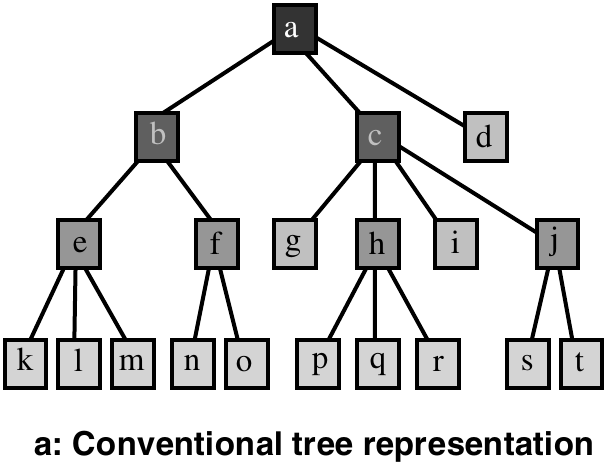 a
b c d
e f g h i j
k l m n o p q r s t
a: Conventional tree representation